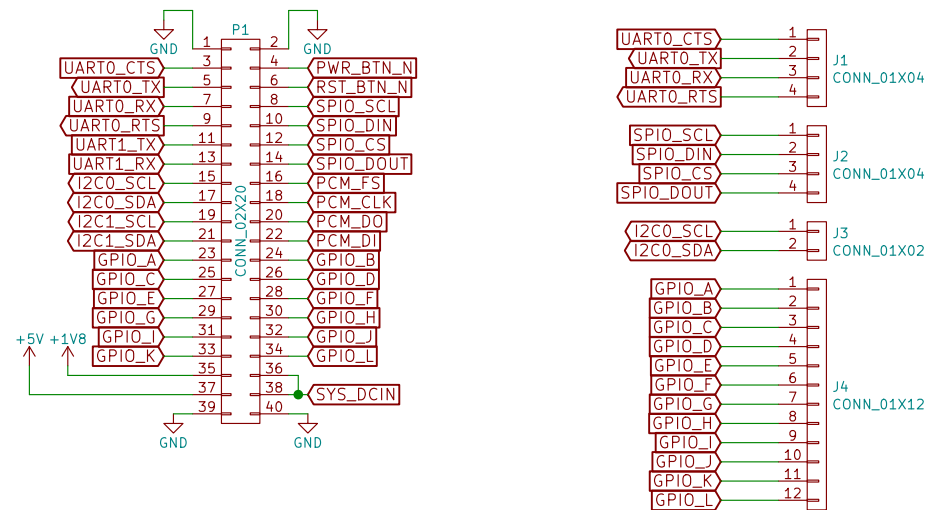 P1
GND
GND
1 2
UART0_CTS 3 4 PWR_BTN_N
UART0_TX 5 6 RST_BTN_N
UART0_RX 7 8 SPI0_SCL
UART0_RTS 9 10 SPI0_DIN
UART1_TX 11 12 SPI0_CS
UART1_RX 13 14 SPI0_DOUT
I2C0_SCL 15 16 PCM_FS
I2C0_SDA 17 18 PCM_CLK
I2C1_SCL 19 20 PCM_DO
I2C1_SDA 21 22 PCM_DI
GPIO_A 23 24 GPIO_B
GPIO_C 25 26 GPIO_D
GPIO_E 27 28 GPIO_F
GPIO_G 29 30 GPIO_H
GPIO_I 31 32 GPIO_J
+5V +1V8
GPIO_K 33 34 GPIO_L
35 36
37 38 SYS_DCIN
39 40
GND
GND
CONN_02X20
UART0_CTS 1
UART0_TX 2
UART0_RX 3
UART0_RTS 4
J1
CONN_01X04
SPI0_SCL 1
SPI0_DIN 2
SPI0_CS 3
SPI0_DOUT 4
J2
CONN_01X04
I2C0_SCL 1
I2C0_SDA 2
J3
CONN_01X02
GPIO_A 1
GPIO_B 2
GPIO_C 3
GPIO_D 4
GPIO_E 5
GPIO_F 6
GPIO_G 7
GPIO_H 8
GPIO_I 9
GPIO_J 10
GPIO_K 11
GPIO_L 12
J4
CONN_01X12